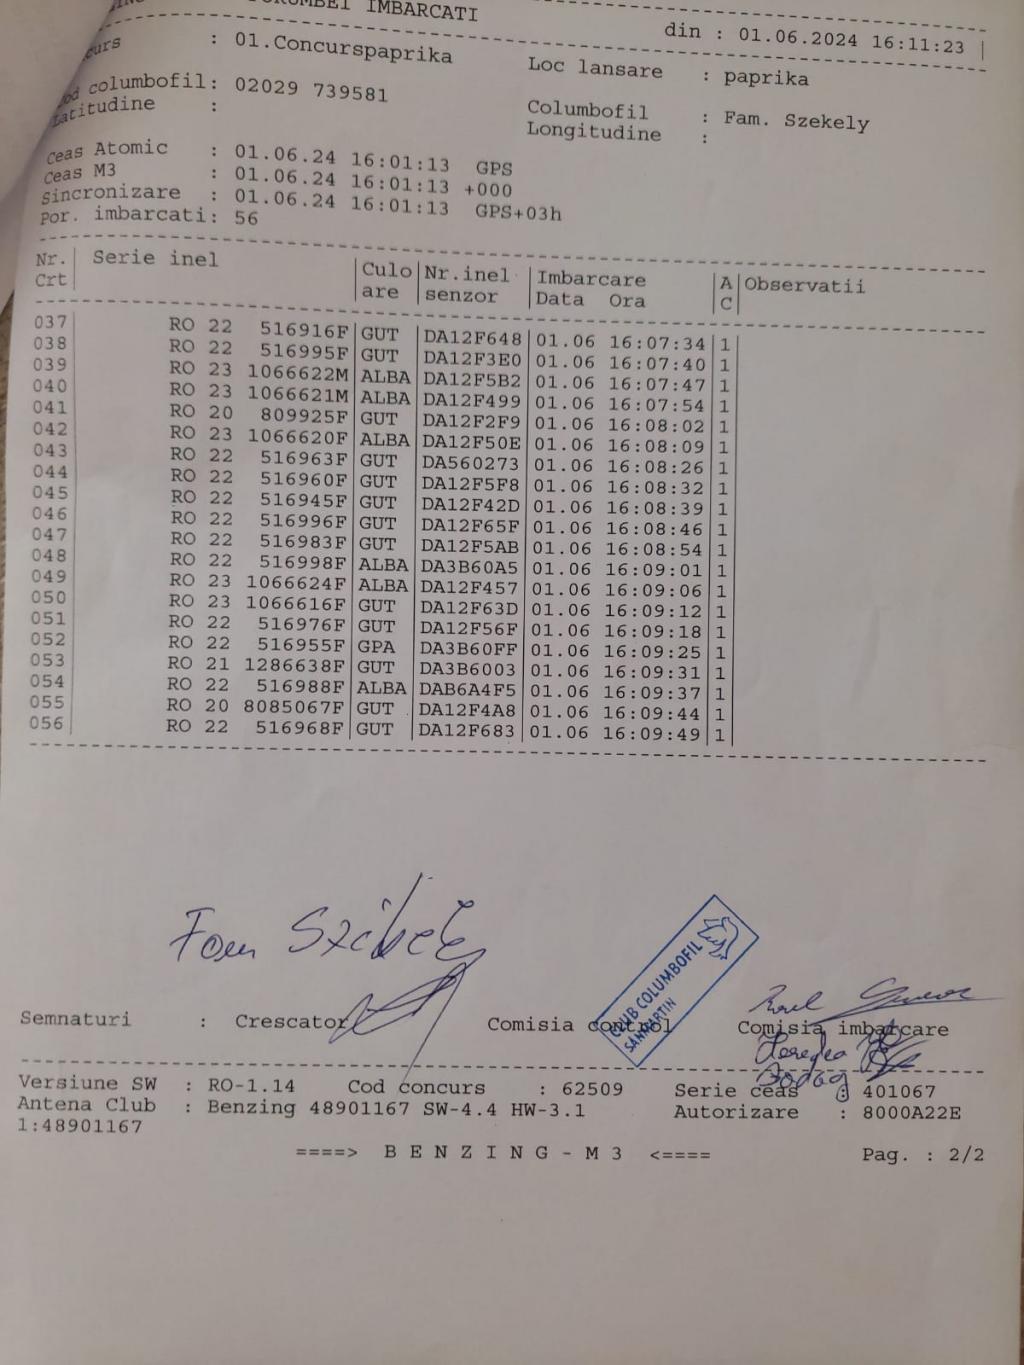 IMBARCATI
din : 01.06.2024 16:11:23 |
: 01.Concurspaprika Loc lansare : paprika
columbofil: 02029 739581 Columbofil : Fam. Szekely
Latitudine : Longitudine :
Ceas Atomic : 01.06.24 16:01:13 GPS
Ceas M3 : 01.06.24 16:01:13 +000
Sincronizare : 01.06.24 16:01:13 GPS+03h
Por. imbarcati: 56
Nr. | Serie inel | Culo | Nr.inel | Imbarcare | A | Observatii
Crt | | are | senzor | Data Ora | C |
037 | RO 22 516916F | GUT | DA12F648 | 01.06 16:07:34 | 1 |
038 | RO 22 516995F | GUT | DA12F3E0 | 01.06 16:07:40 | 1 |
039 | RO 23 1066622M | ALBA | DA12F5B2 | 01.06 16:07:47 | 1 |
040 | RO 23 1066621M | ALBA | DA12F499 | 01.06 16:07:54 | 1 |
041 | RO 20 809925F | GUT | DA12F2F9 | 01.06 16:08:02 | 1 |
042 | RO 23 1066620F | ALBA | DA12F50E | 01.06 16:08:09 | 1 |
043 | RO 22 516963F | GUT | DA560273 | 01.06 16:08:26 | 1 |
044 | RO 22 516960F | GUT | DA12F5F8 | 01.06 16:08:32 | 1 |
045 | RO 22 516945F | GUT | DA12F42D | 01.06 16:08:39 | 1 |
046 | RO 22 516996F | GUT | DA12F65F | 01.06 16:08:46 | 1 |
047 | RO 22 516983F | GUT | DA12F5AB | 01.06 16:08:54 | 1 |
048 | RO 22 516998F | ALBA | DA3B60A5 | 01.06 16:09:01 | 1 |
049 | RO 23 1066624F | ALBA | DA12F457 | 01.06 16:09:06 | 1 |
050 | RO 23 1066616F | GUT | DA12F63D | 01.06 16:09:12 | 1 |
051 | RO 22 516976F | GUT | DA12F56F | 01.06 16:09:18 | 1 |
052 | RO 22 516955F | GPA | DA3B60FF | 01.06 16:09:25 | 1 |
053 | RO 21 1286638F | GUT | DA3B6003 | 01.06 16:09:31 | 1 |
054 | RO 22 516988F | ALBA | DAB6A4F5 | 01.06 16:09:37 | 1 |
055 | RO 20 8085067F | GUT | DA12F4A8 | 01.06 16:09:44 | 1 |
056 | RO 22 516968F | GUT | DA12F683 | 01.06 16:09:49 | 1 |
Fam
CLUB COLUMBOFIL
SANMARTIN
Semnaturi : Crescator Comisia control Comisia imbarcare
Versiune SW : RO-1.14 Cod concurs : 62509 Serie ceas : 401067
Antena Club : Benzing 48901167 SW-4.4 HW-3.1 Autorizare : 8000A22E
1:48901167
====> B E N Z I N G - M 3 <==== Pag. : 2/2